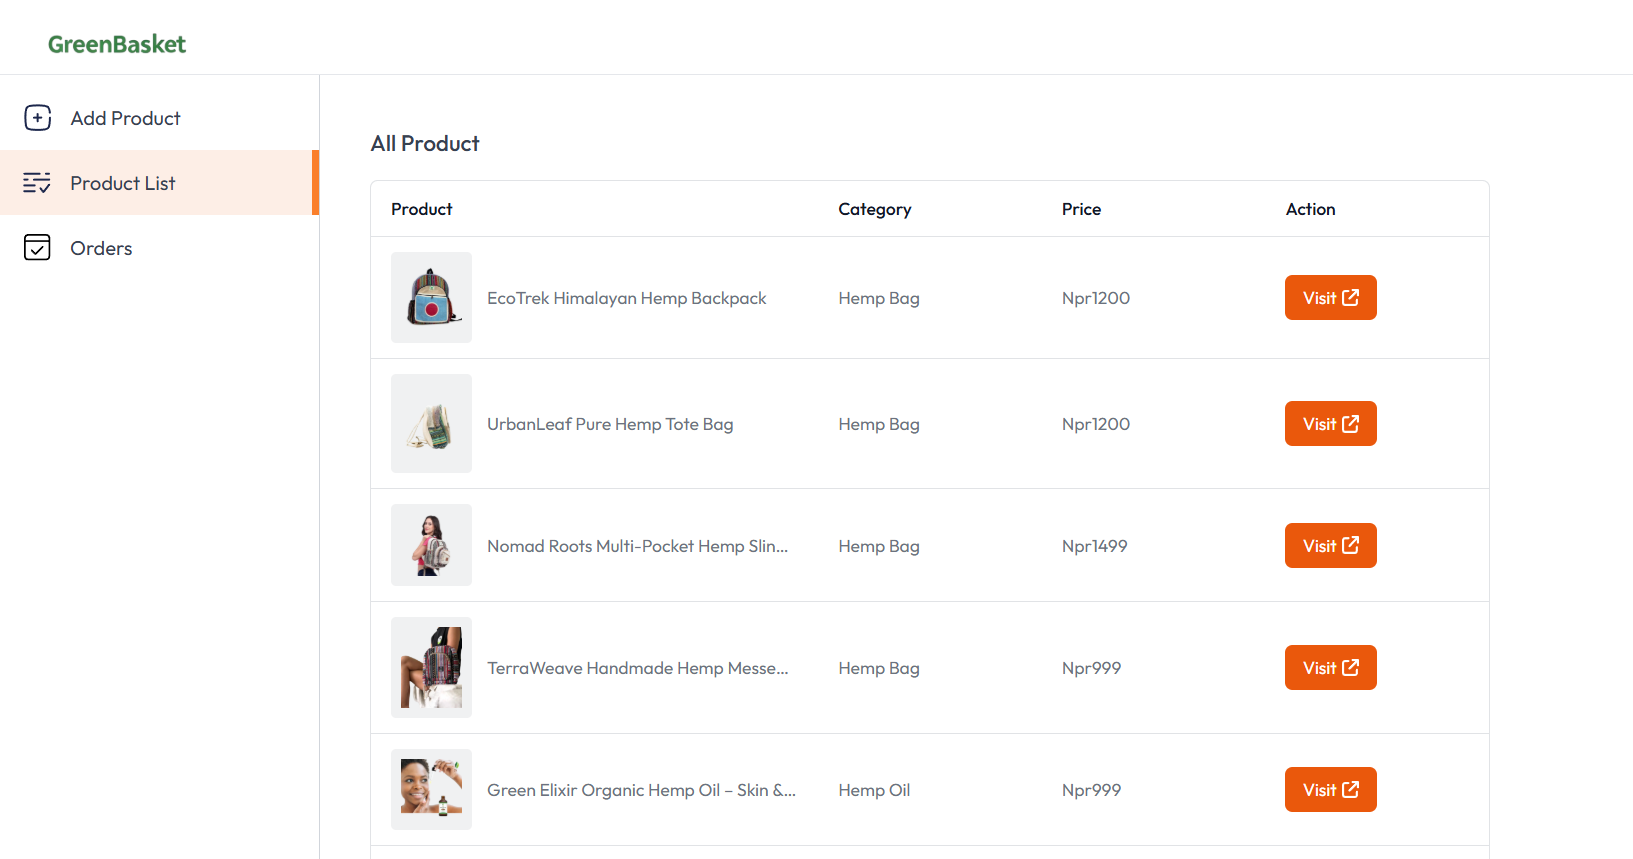 GreenBasket
Add Product
Product List
Orders
All Product
Product Category Price Action
EcoTrek Himalayan Hemp Backpack Hemp Bag Npr1200 Visit
UrbanLeaf Pure Hemp Tote Bag Hemp Bag Npr1200 Visit
Nomad Roots Multi-Pocket Hemp Slin... Hemp Bag Npr1499 Visit
TerraWeave Handmade Hemp Messe... Hemp Bag Npr999 Visit
Green Elixir Organic Hemp Oil – Skin &... Hemp Oil Npr999 Visit